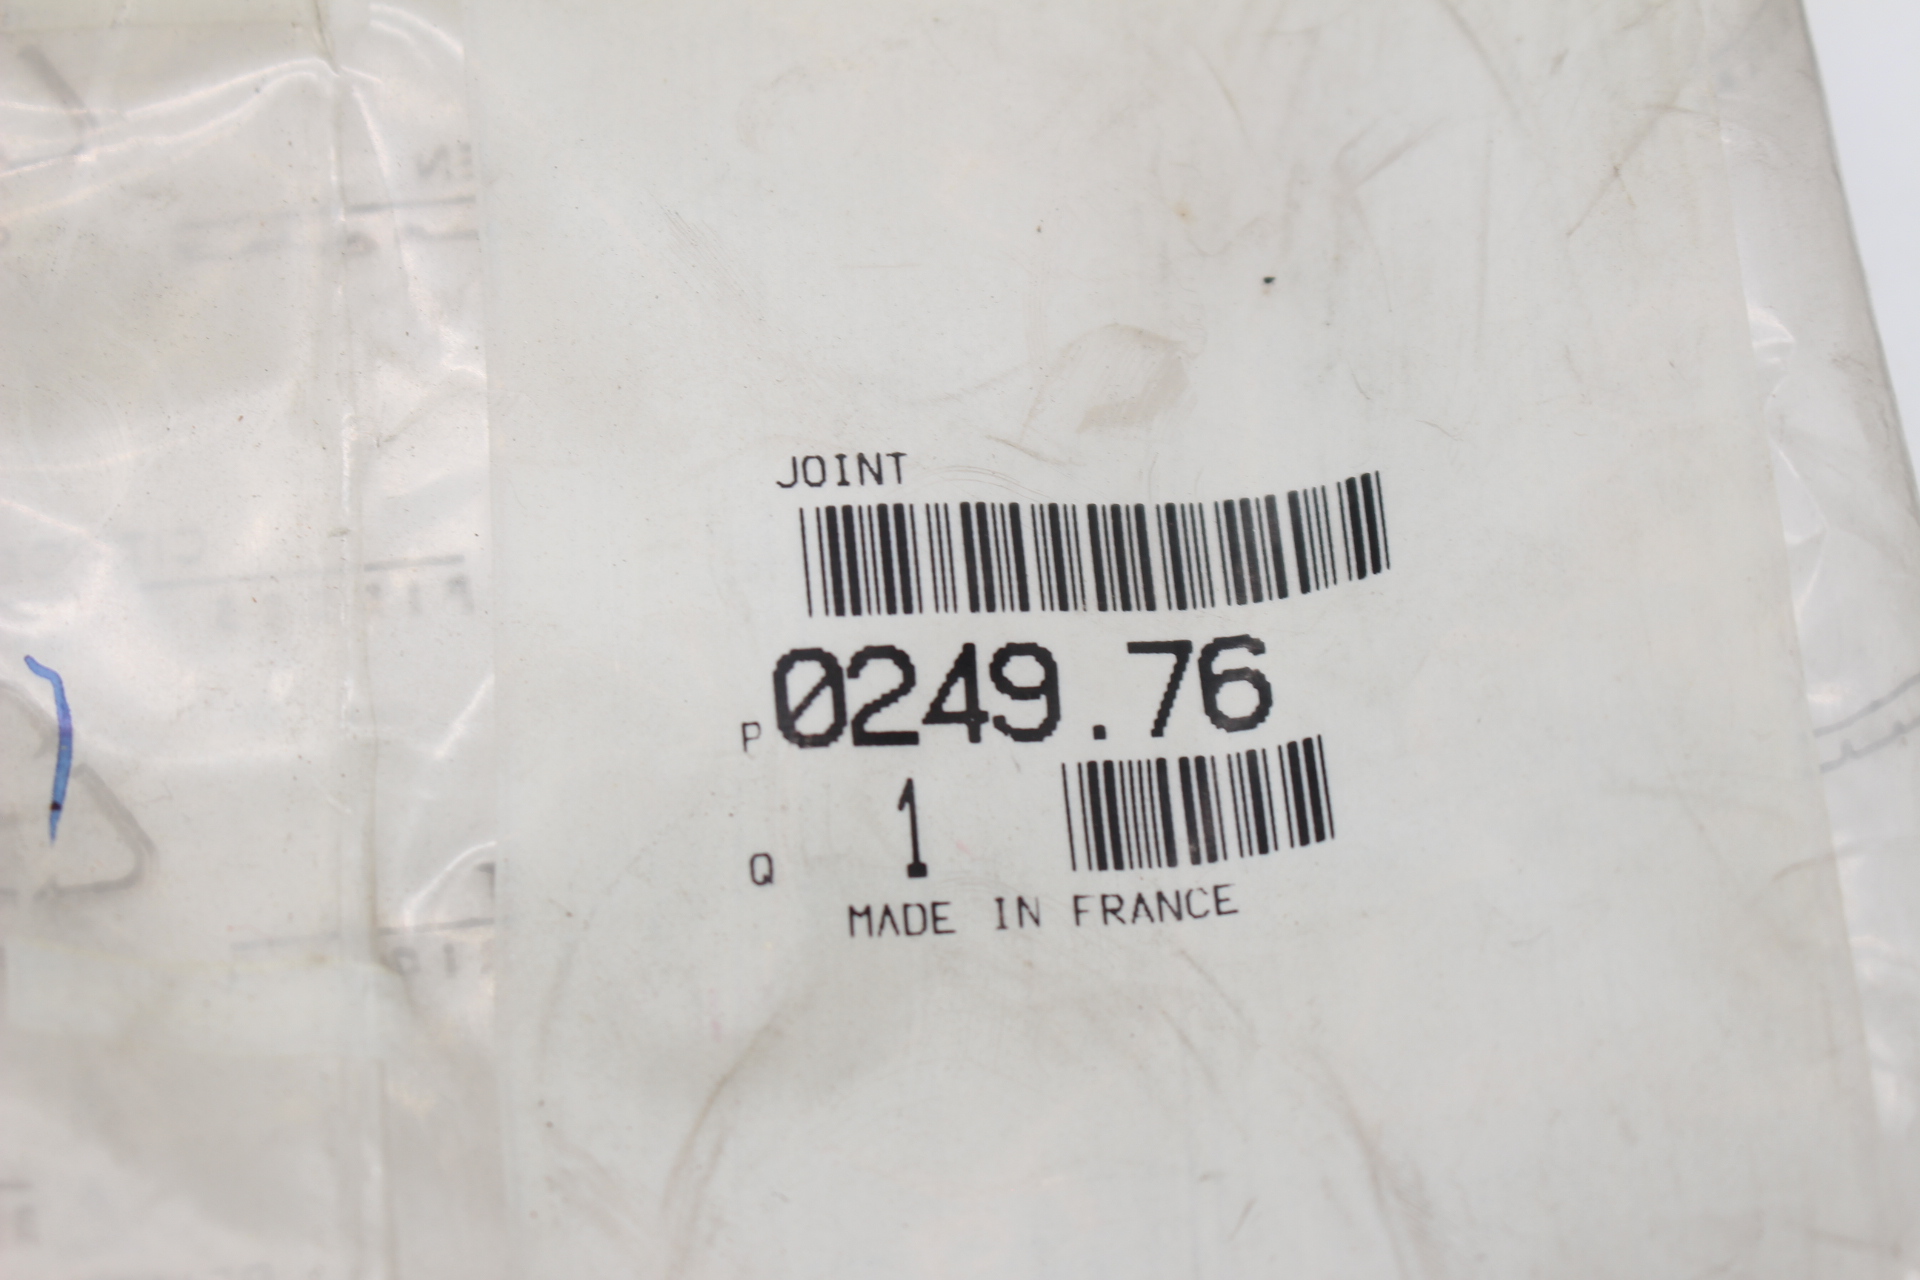 JOINT
P 0249.76
Q 1
MADE IN FRANCE